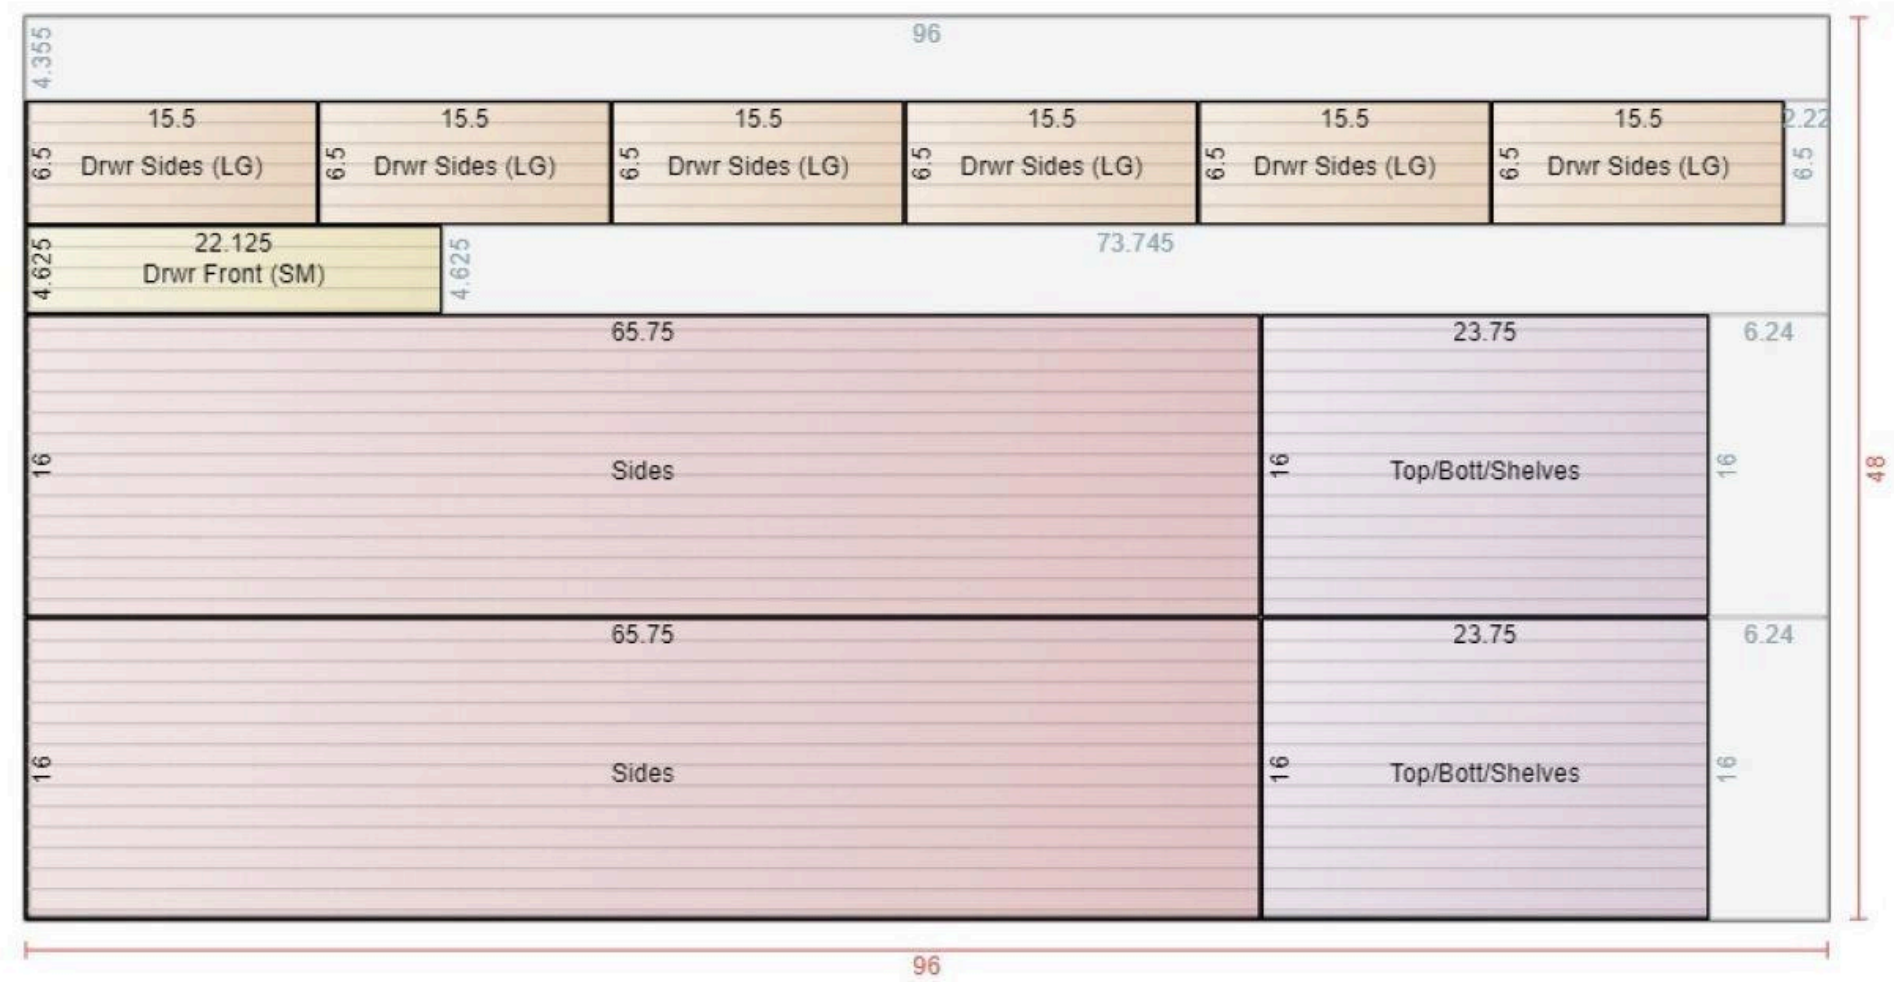 96
4.355
15.5 15.5 15.5 15.5 15.5 15.5 2.22
6.5 Drwr Sides (LG) 6.5 Drwr Sides (LG) 6.5 Drwr Sides (LG) 6.5 Drwr Sides (LG) 6.5 Drwr Sides (LG) 6.5 Drwr Sides (LG) 6.5
22.125 73.745
4.625 Drwr Front (SM) 4.625
65.75 23.75 6.24
16 Sides 16 Top/Bott/Shelves 16 48
65.75 23.75 6.24
16 Sides 16 Top/Bott/Shelves 16
96